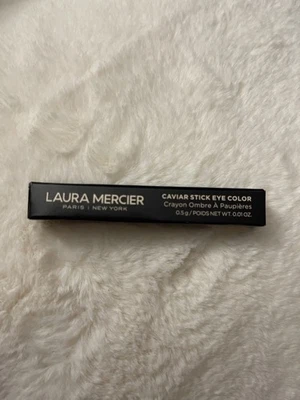 LAURA MERCIER
PARIS | NEW YORK
CAVIAR STICK EYE COLOR
Crayon Ombre À Paupières
0.5 g / POIDS NET WT. 0.01 OZ.